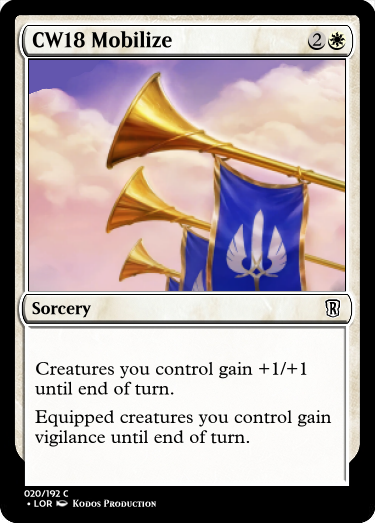 CW18 Mobilize 2
Sorcery R
Creatures you control gain +1/+1
until end of turn.
Equipped creatures you control gain
vigilance until end of turn.
020/192 C
• LOR Kodos Production